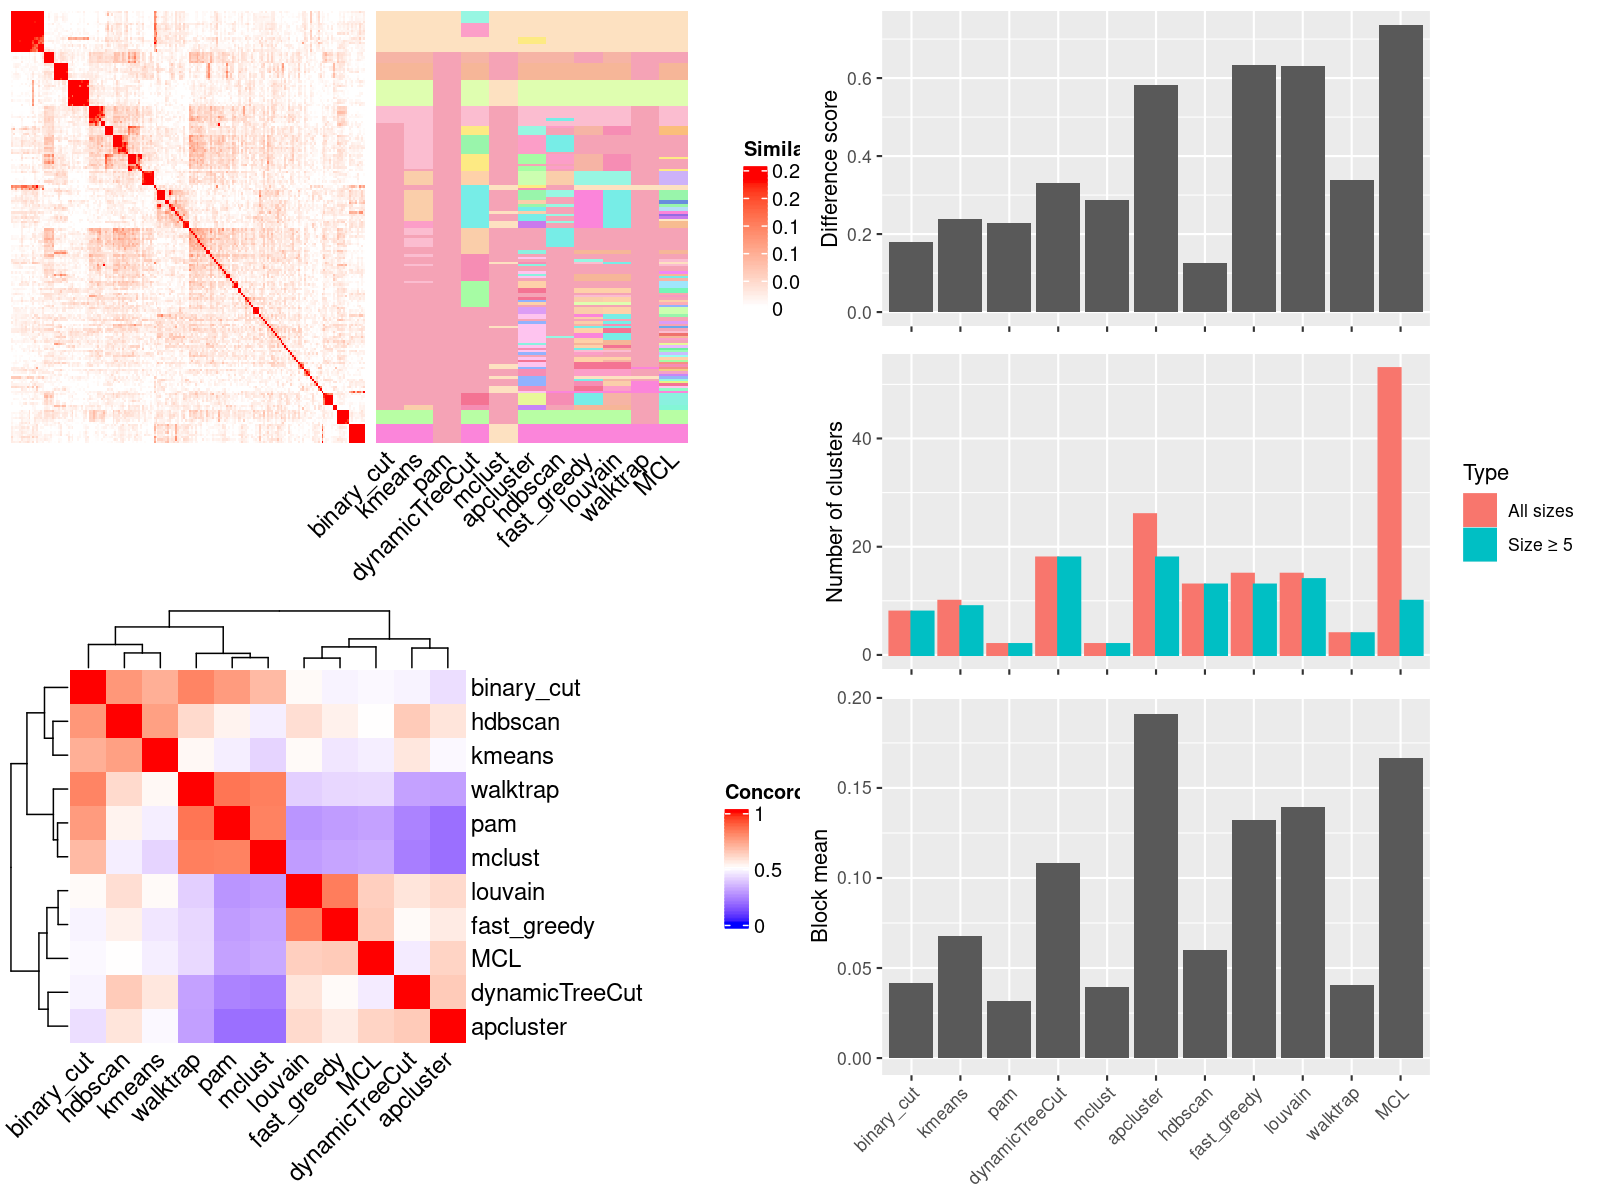 Simila
0.2
0.2
0.1
0.1
0.0
0
binary_cut
kmeans
pam
dynamicTreeCut
mclust
apcluster
hdbscan
fast_greedy
louvain
walktrap
MCL
binary_cut
hdbscan
kmeans
walktrap
pam
mclust
louvain
fast_greedy
MCL
dynamicTreeCut
apcluster
binary_cut
hdbscan
kmeans
walktrap
pam
mclust
louvain
fast_greedy
MCL
dynamicTreeCut
apcluster
Concord
1
0.5
0
Difference score
0.6
0.4
0.2
0.0
Number of clusters
40
20
0
Type
All sizes
Size ≥ 5
Block mean
0.20
0.15
0.10
0.05
0.00
binary_cut
kmeans
pam
dynamicTreeCut
mclust
apcluster
hdbscan
fast_greedy
louvain
walktrap
MCL